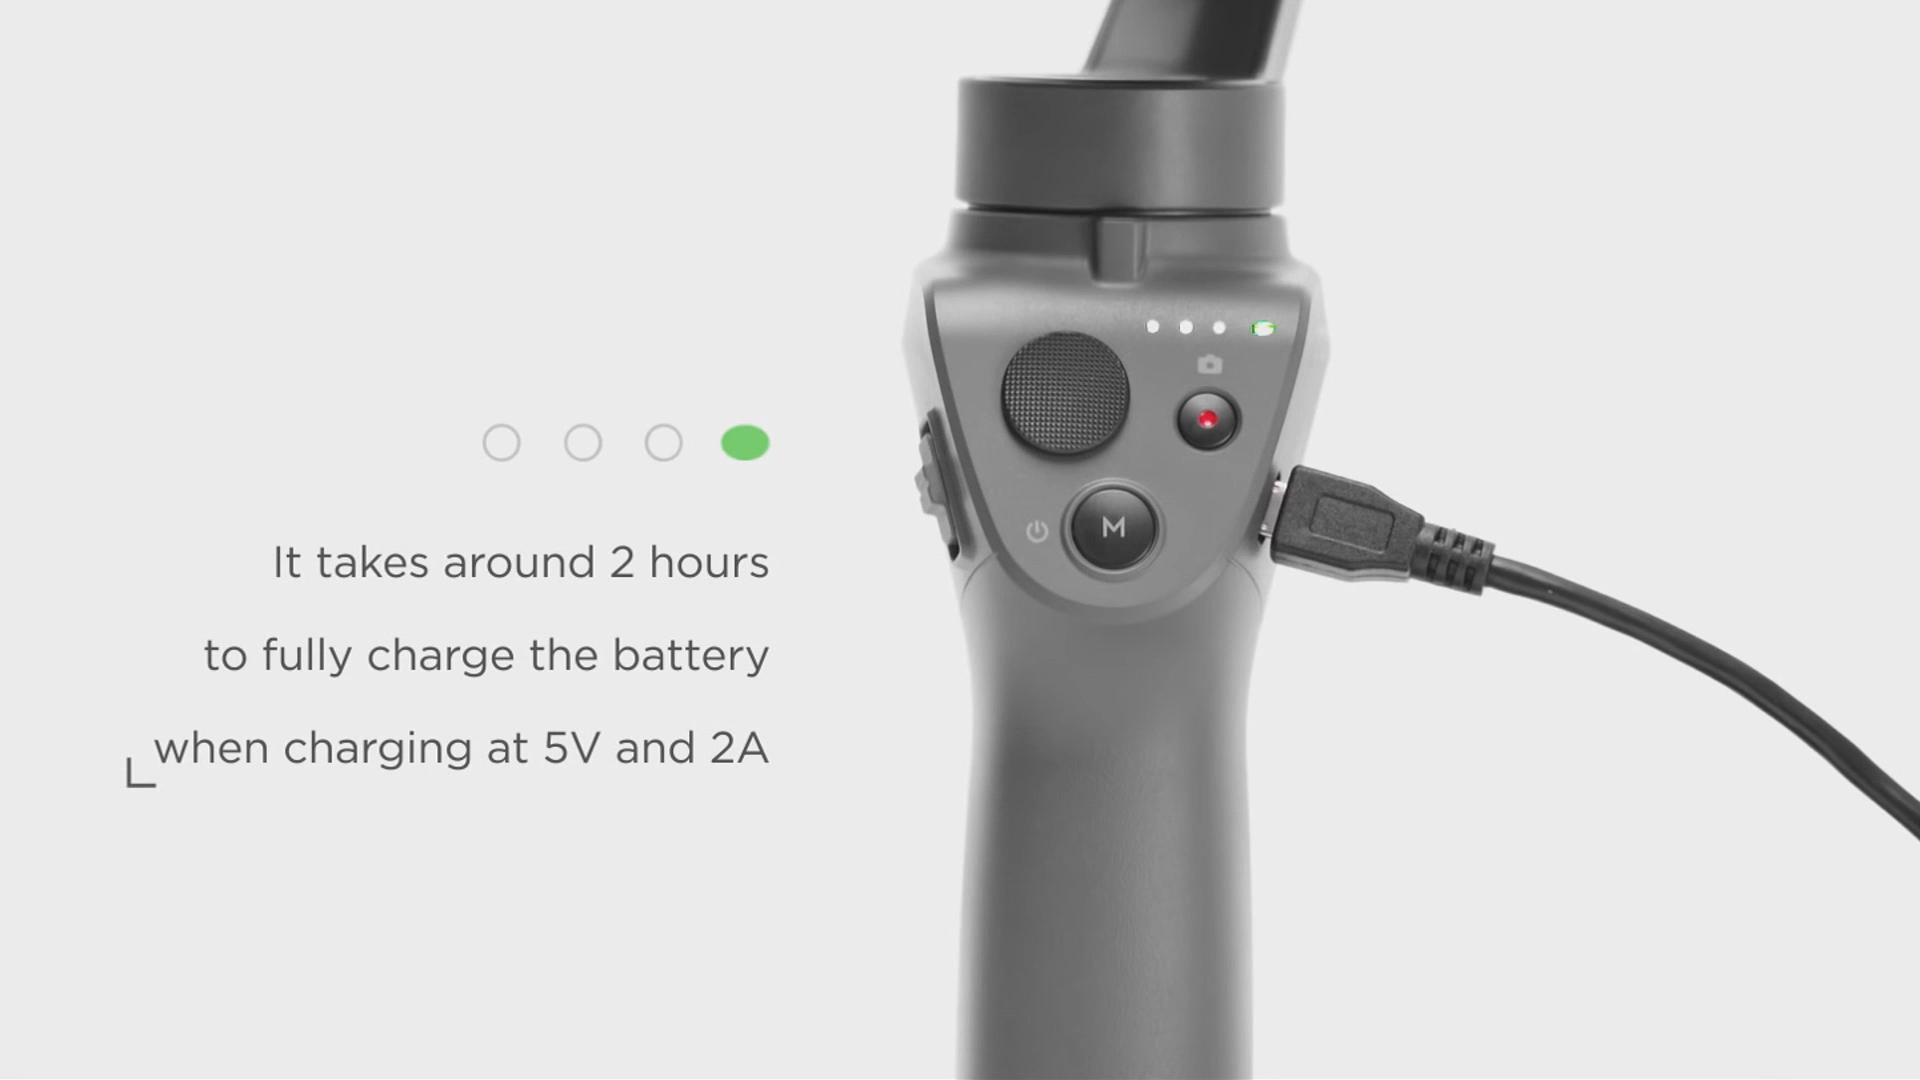 It takes around 2 hours
to fully charge the battery
when charging at 5V and 2A
M